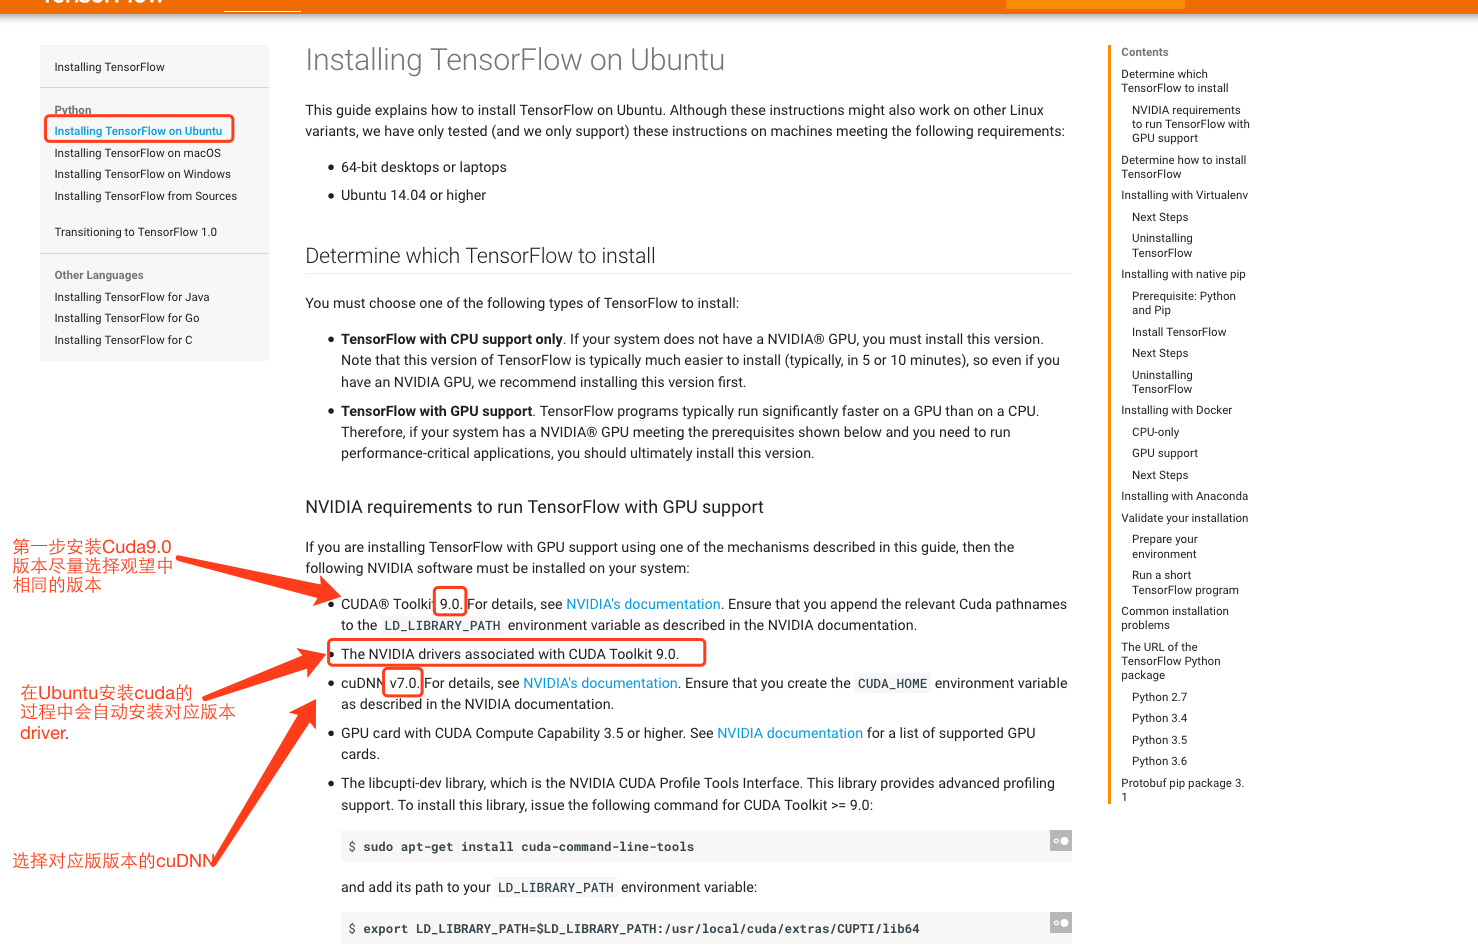 Installing TensorFlow
Python
Installing TensorFlow on Ubuntu
Installing TensorFlow on macOS
Installing TensorFlow on Windows
Installing TensorFlow from Sources
Transitioning to TensorFlow 1.0
Other Languages
Installing TensorFlow for Java
Installing TensorFlow for Go
Installing TensorFlow for C
Installing TensorFlow on Ubuntu
This guide explains how to install TensorFlow on Ubuntu. Although these instructions might also work on other Linux
variants, we have only tested (and we only support) these instructions on machines meeting the following requirements:
64-bit desktops or laptops
Ubuntu 14.04 or higher
Determine which TensorFlow to install
You must choose one of the following types of TensorFlow to install:
TensorFlow with CPU support only. If your system does not have a NVIDIA® GPU, you must install this version.
Note that this version of TensorFlow is typically much easier to install (typically, in 5 or 10 minutes), so even if you
have an NVIDIA GPU, we recommend installing this version first.
TensorFlow with GPU support. TensorFlow programs typically run significantly faster on a GPU than on a CPU.
Therefore, if your system has a NVIDIA® GPU meeting the prerequisites shown below and you need to run
performance-critical applications, you should ultimately install this version.
NVIDIA requirements to run TensorFlow with GPU support
If you are installing TensorFlow with GPU support using one of the mechanisms described in this guide, then the
following NVIDIA software must be installed on your system:
CUDA® Toolkit 9.0. For details, see NVIDIA's documentation. Ensure that you append the relevant Cuda pathnames
to the LD_LIBRARY_PATH environment variable as described in the NVIDIA documentation.
The NVIDIA drivers associated with CUDA Toolkit 9.0.
cuDNN v7.0. For details, see NVIDIA's documentation. Ensure that you create the CUDA_HOME environment variable
as described in the NVIDIA documentation.
GPU card with CUDA Compute Capability 3.5 or higher. See NVIDIA documentation for a list of supported GPU
cards.
The libcupti-dev library, which is the NVIDIA CUDA Profile Tools Interface. This library provides advanced profiling
support. To install this library, issue the following command for CUDA Toolkit >= 9.0:
$ sudo apt-get install cuda-command-line-tools
and add its path to your LD_LIBRARY_PATH environment variable:
$ export LD_LIBRARY_PATH=$LD_LIBRARY_PATH:/usr/local/cuda/extras/CUPTI/lib64
第一步安装Cuda9.0
版本尽量选择观望中
相同的版本
在Ubuntu安装cuda的
过程中会自动安装对应版本
driver.
选择对应版版本的cuDNN
Contents
Determine which
TensorFlow to install
NVIDIA requirements
to run TensorFlow with
GPU support
Determine how to install
TensorFlow
Installing with Virtualenv
Next Steps
Uninstalling
TensorFlow
Installing with native pip
Prerequisite: Python
and Pip
Install TensorFlow
Next Steps
Uninstalling
TensorFlow
Installing with Docker
CPU-only
GPU support
Next Steps
Installing with Anaconda
Validate your installation
Prepare your
environment
Run a short
TensorFlow program
Common installation
problems
The URL of the
TensorFlow Python
package
Python 2.7
Python 3.4
Python 3.5
Python 3.6
Protobuf pip package 3.
1